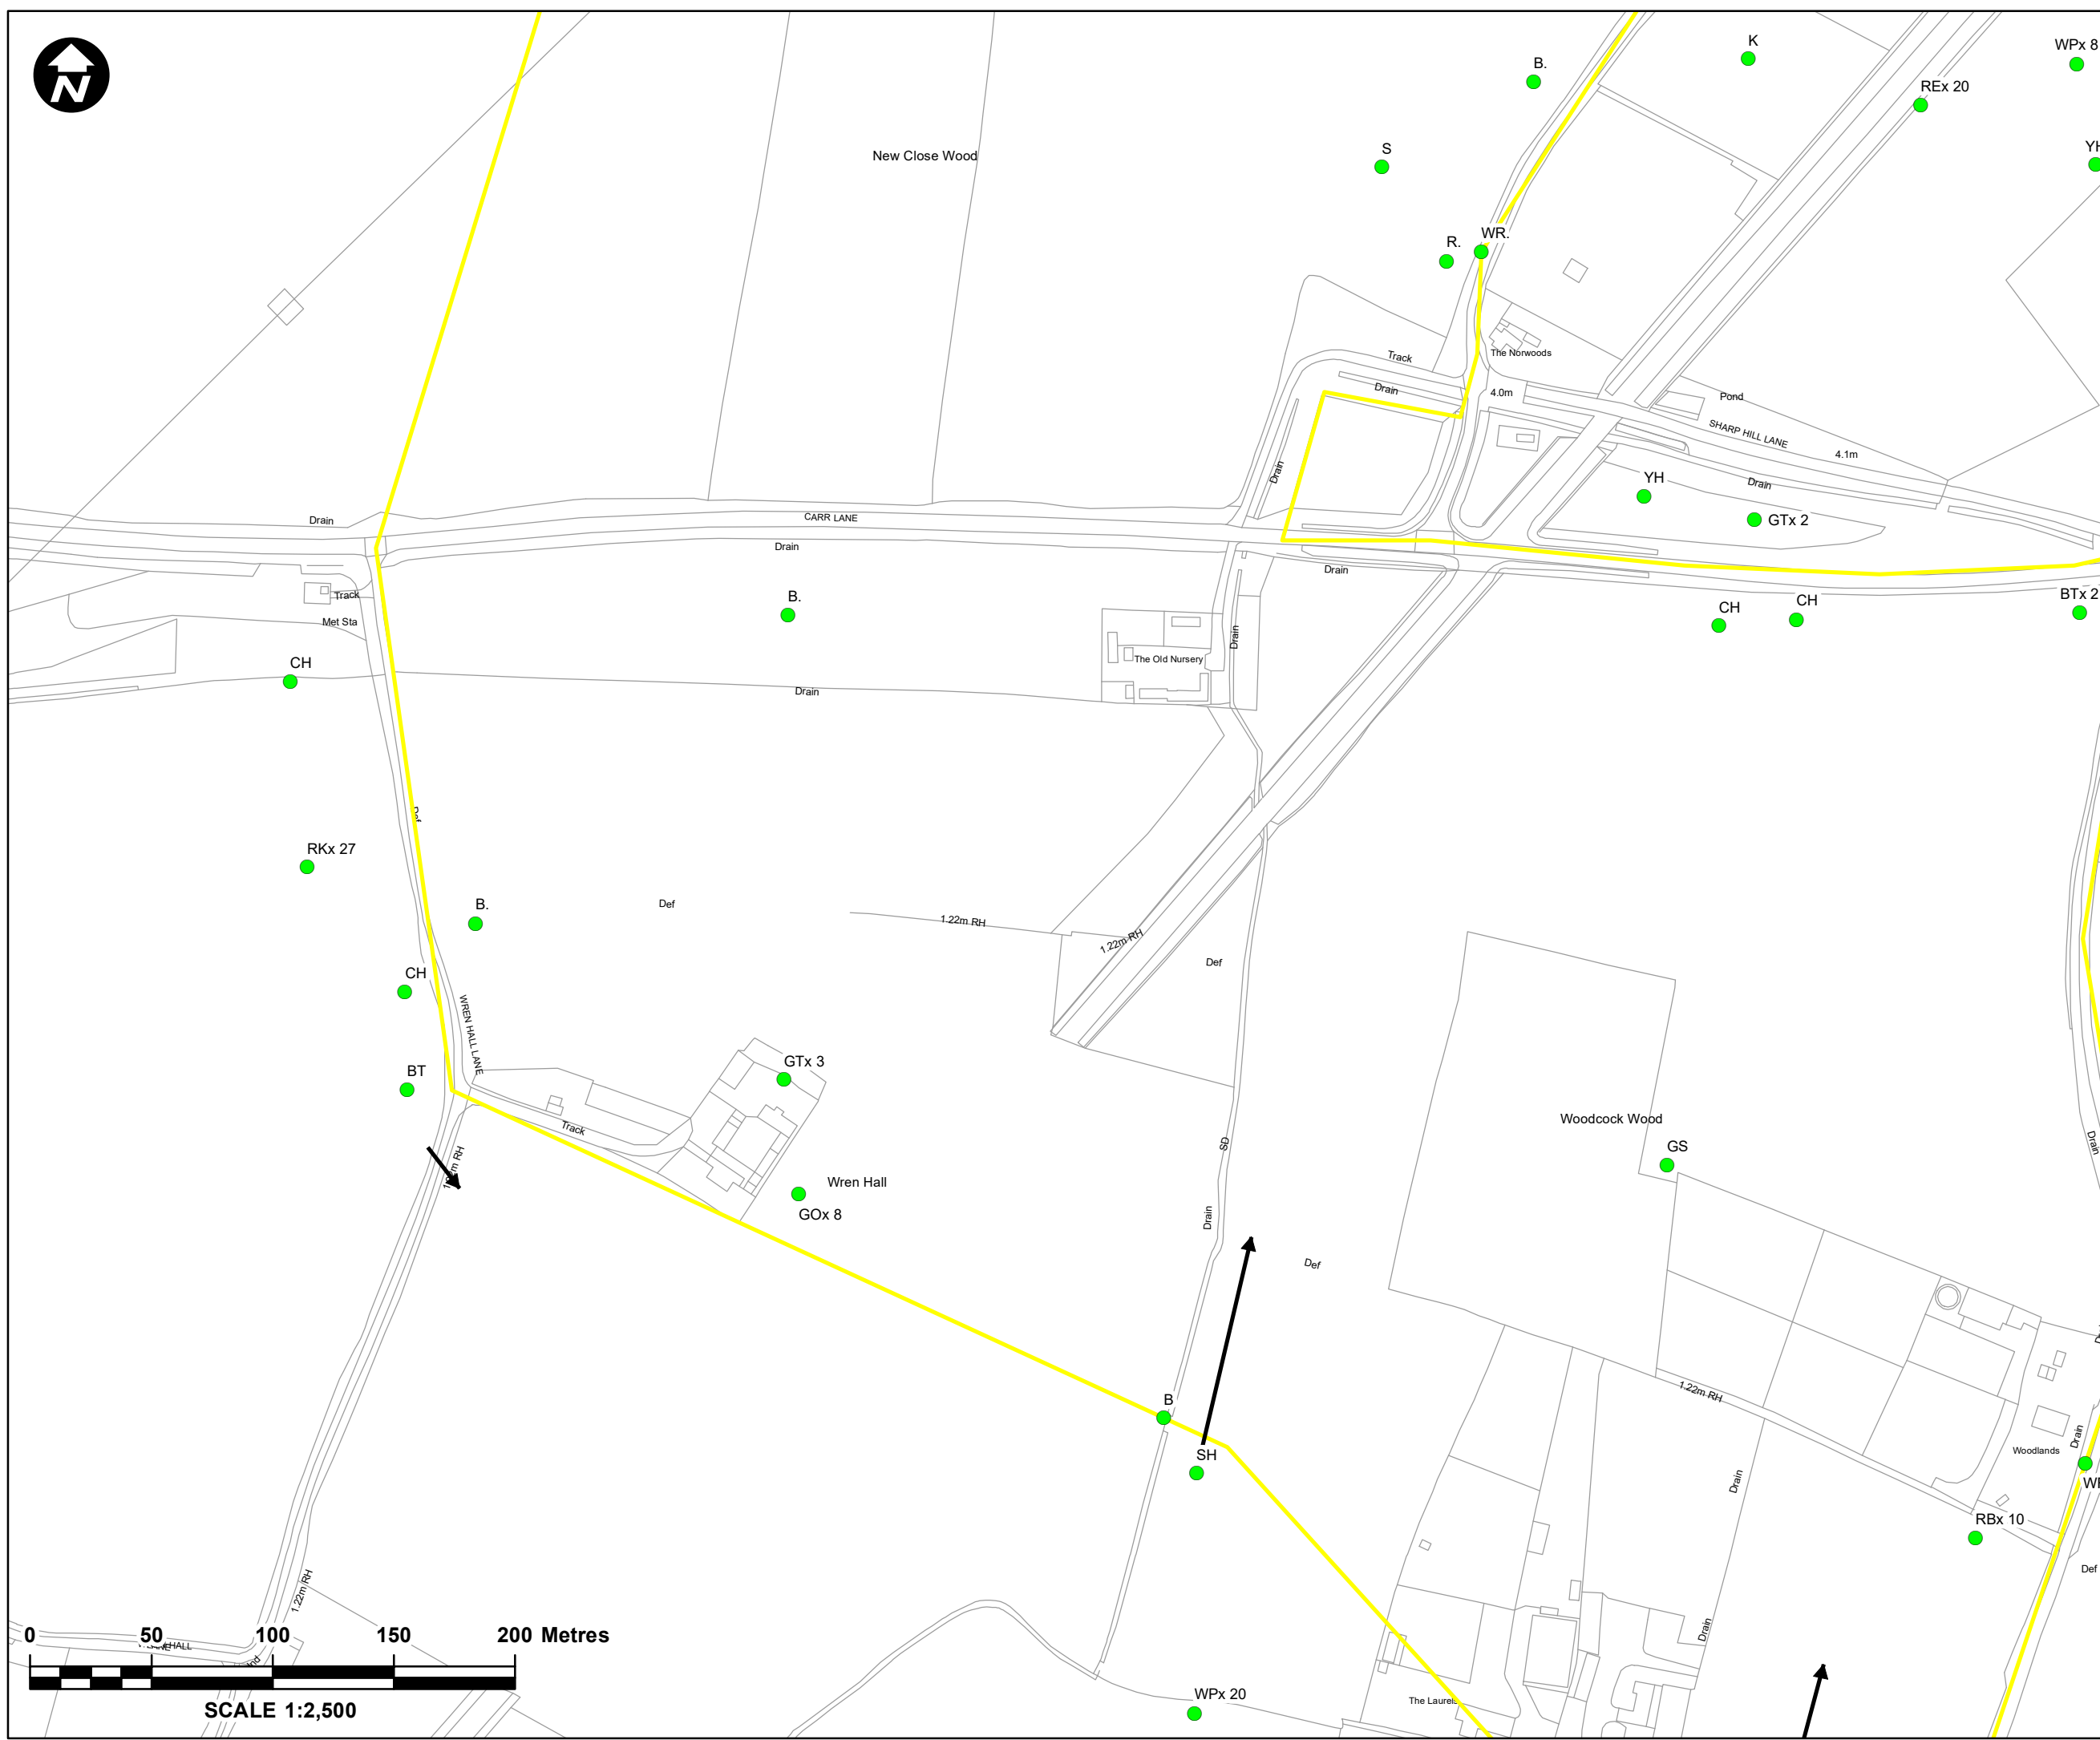 N
K
WPx 8
B.
REx 20
New Close Wood
S
WR.
R.
Track
The Norwoods
Drain
4.0m
Pond
SHARP HILL LANE
4.1m
Drain
YH
Drain
GTx 2
Drain
CARR LANE
Drain
Drain
Track
Met Sta
B.
CH
CH
BTx 2
Drain
The Old Nursery
CH
Drain
Def
RKx 27
B.
Def
1.22m RH
1.22m RH
Def
CH
WREN HALL LANE
BT
GTx 3
Track
Woodcock Wood
SD
Drain
GS
Wren Hall
GOx 8
Drain
Def
1.22m RH
B
SH
Drain
Woodlands
Drain
RBx 10
Def
1.22m RH
Drain
0 50 100 150 200 Metres
SCALE 1:2,500
WPx 20
The Laurels